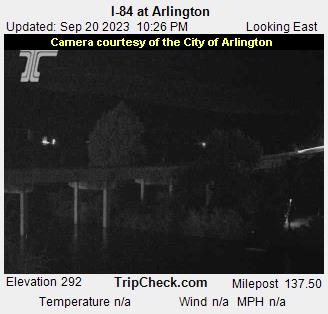 I-84 at Arlington
Updated: Sep 20 2023 10:26 PM Looking East
Camera courtesy of the City of Arlington
Elevation 292 TripCheck.com Milepost 137.50
Temperature n/a Wind n/a MPH n/a